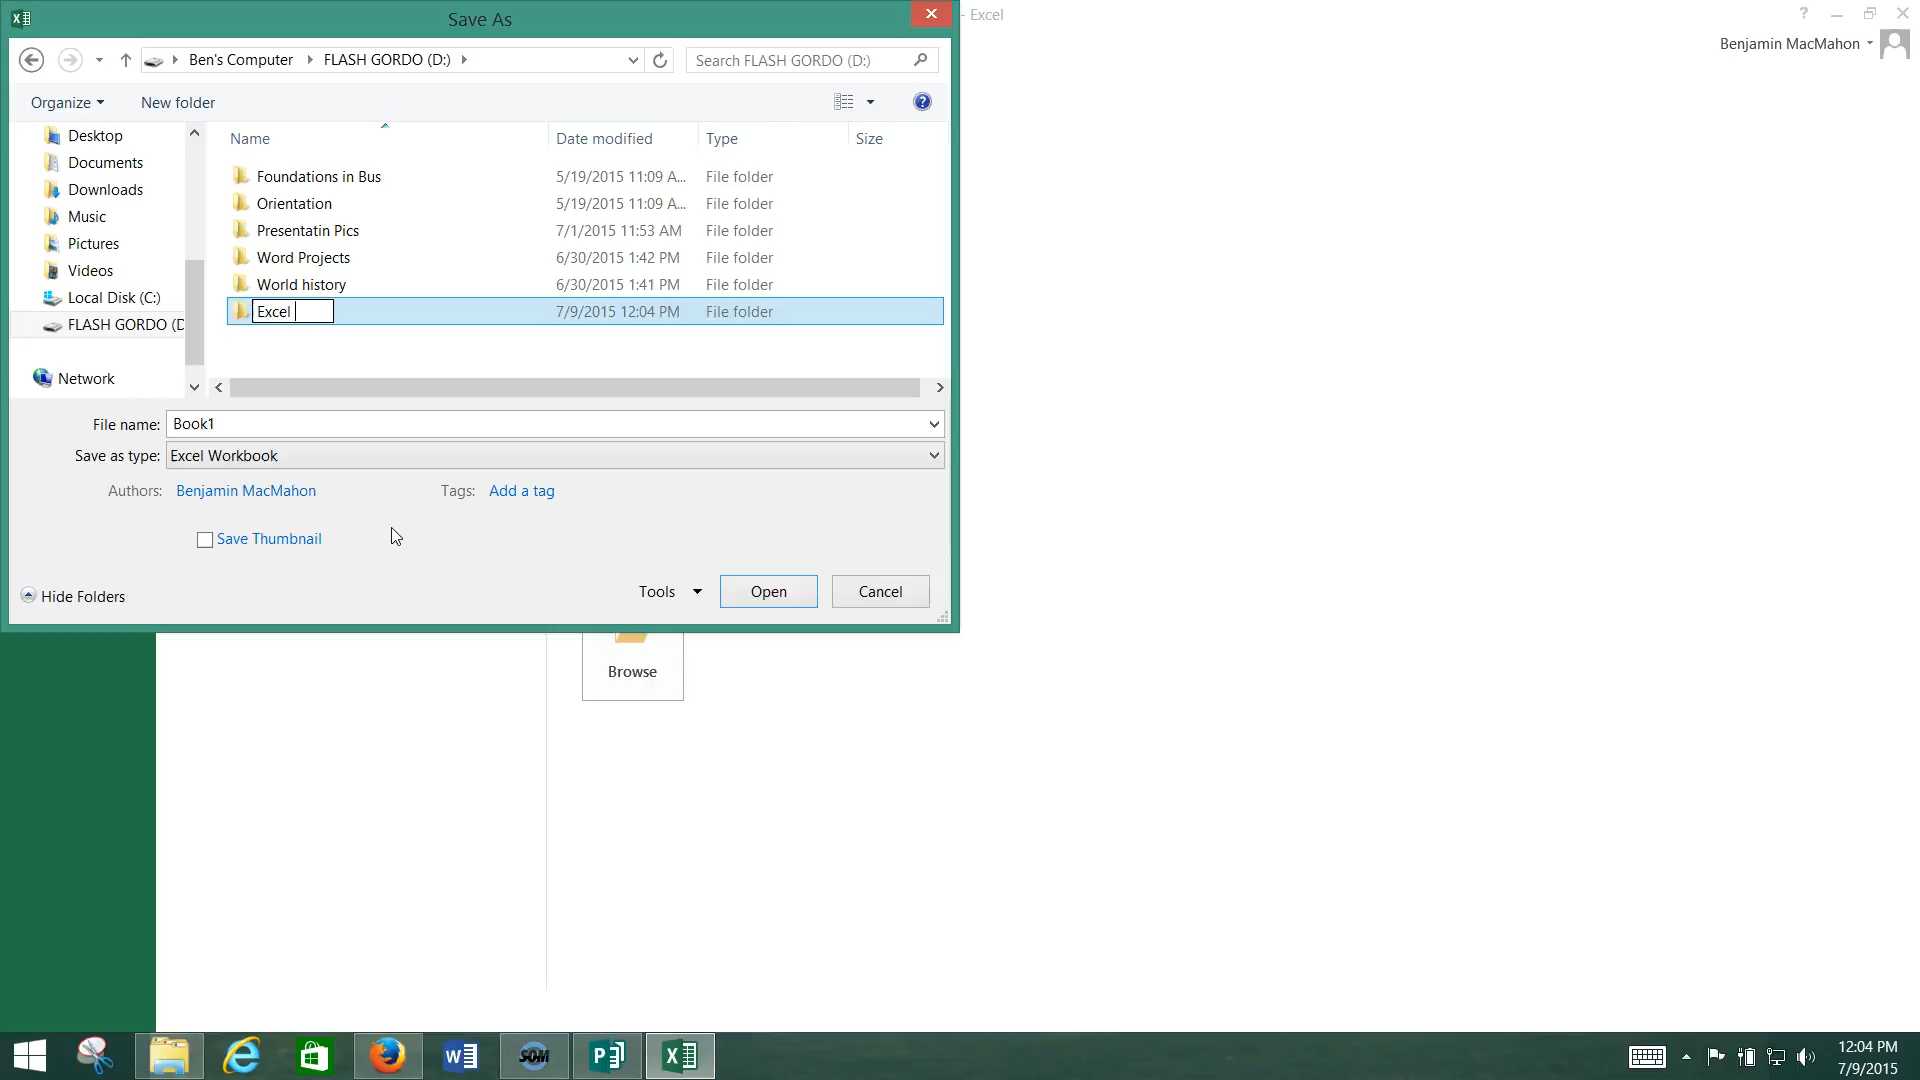 Save As
- Excel
Benjamin MacMahon
Ben's Computer FLASH GORDO (D:)
Search FLASH GORDO (D:)
Organize New folder
Name Date modified Type Size
Desktop
Documents
Downloads
Music
Pictures
Videos
Local Disk (C:)
FLASH GORDO (D
Network
Foundations in Bus 5/19/2015 11:09 A... File folder
Orientation 5/19/2015 11:09 A... File folder
Presentatin Pics 7/1/2015 11:53 AM File folder
Word Projects 6/30/2015 1:42 PM File folder
World history 6/30/2015 1:41 PM File folder
Excel 7/9/2015 12:04 PM File folder
File name: Book1
Save as type: Excel Workbook
Authors: Benjamin MacMahon Tags: Add a tag
Save Thumbnail
Hide Folders
Tools Open Cancel
Browse
SOM
12:04 PM
7/9/2015